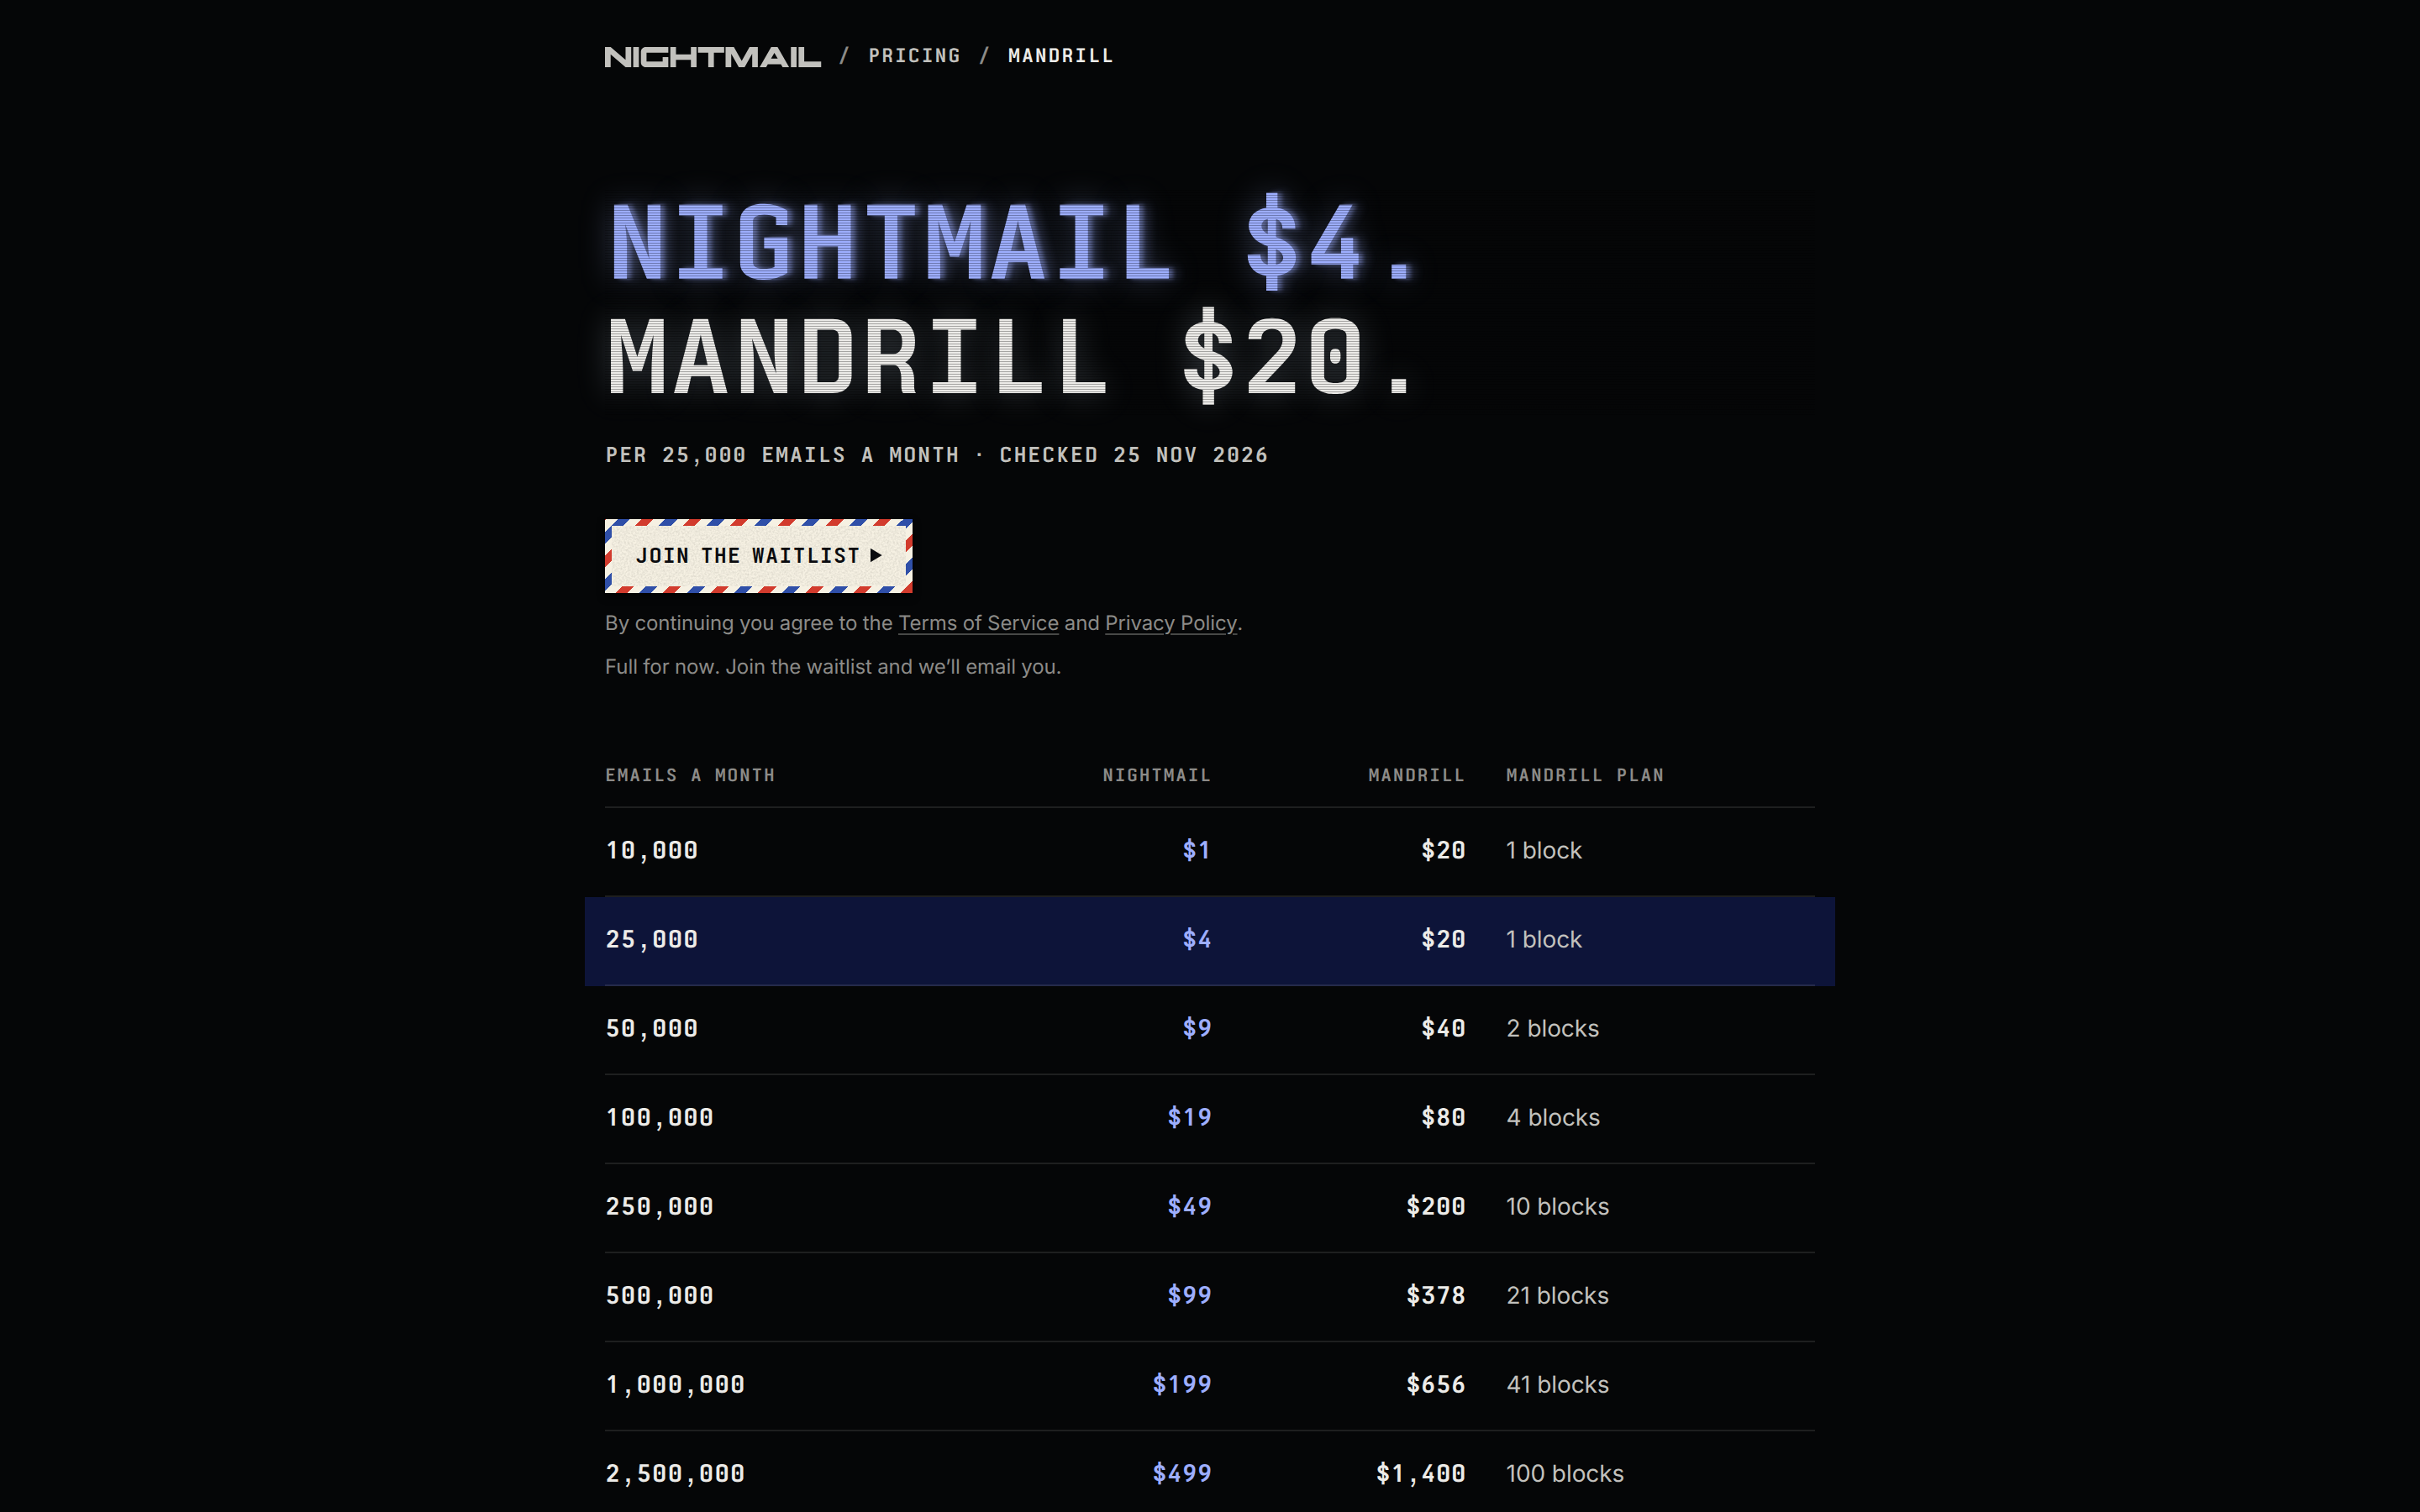 NIGHTMAIL / PRICING / MANDRILL
NIGHTMAIL $4.
MANDRILL $20.
PER 25,000 EMAILS A MONTH · CHECKED 25 NOV 2026
JOIN THE WAITLIST ▶
By continuing you agree to the Terms of Service and Privacy Policy.
Full for now. Join the waitlist and we’ll email you.
EMAILS A MONTH NIGHTMAIL MANDRILL MANDRILL PLAN
10,000 $1 $20 1 block
25,000 $4 $20 1 block
50,000 $9 $40 2 blocks
100,000 $19 $80 4 blocks
250,000 $49 $200 10 blocks
500,000 $99 $378 21 blocks
1,000,000 $199 $656 41 blocks
2,500,000 $499 $1,400 100 blocks